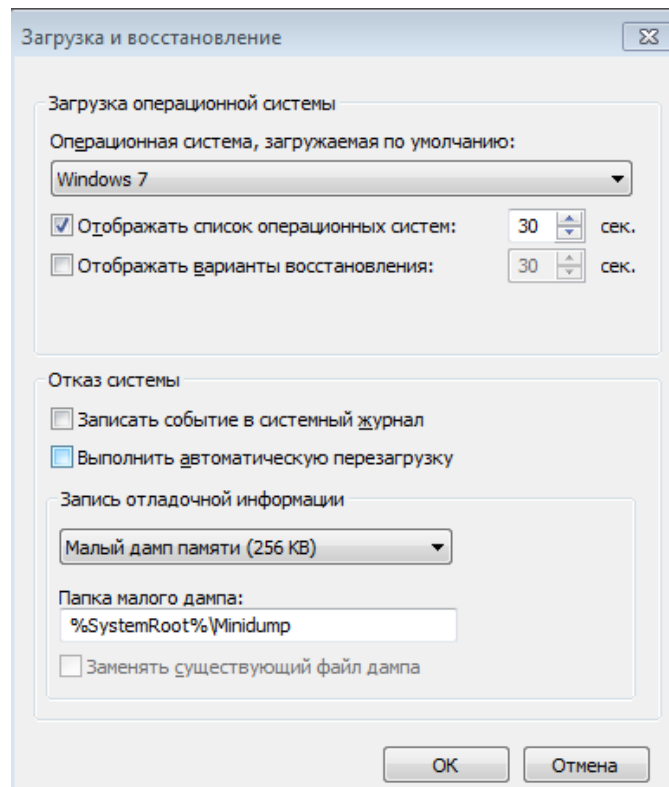 Загрузка и восстановление
Загрузка операционной системы
Операционная система, загружаемая по умолчанию:
Windows 7
Отображать список операционных систем: 30 сек.
Отображать варианты восстановления: 30 сек.
Отказ системы
Записать событие в системный журнал
Выполнить автоматическую перезагрузку
Запись отладочной информации
Малый дамп памяти (256 KB)
Папка малого дампа:
%SystemRoot%\Minidump
Заменять существующий файл дампа
ОК Отмена